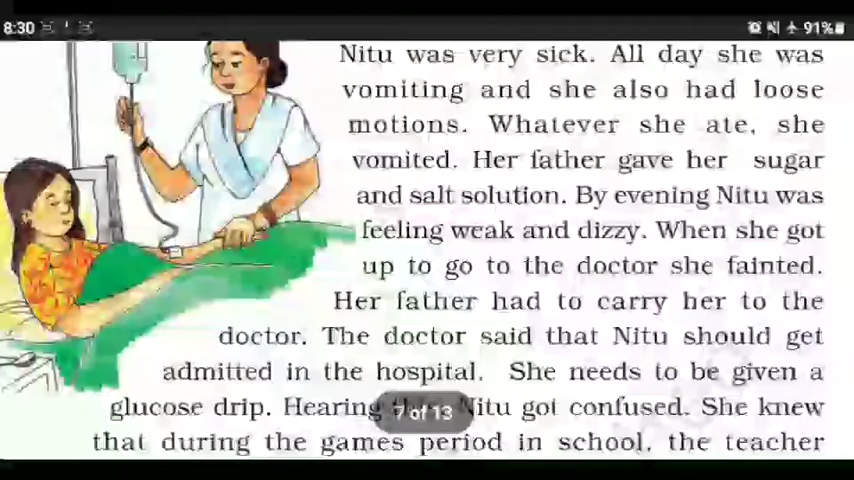 8:30
91%
Nitu was very sick. All day she was
vomiting and she also had loose
motions. Whatever she ate, she
vomited. Her father gave her sugar
and salt solution. By evening Nitu was
feeling weak and dizzy. When she got
up to go to the doctor she fainted.
Her father had to carry her to the
doctor. The doctor said that Nitu should get
admitted in the hospital. She needs to be given a
glucose drip. Hearing Nitu got confused. She knew
7 of 13
that during the games period in school, the teacher